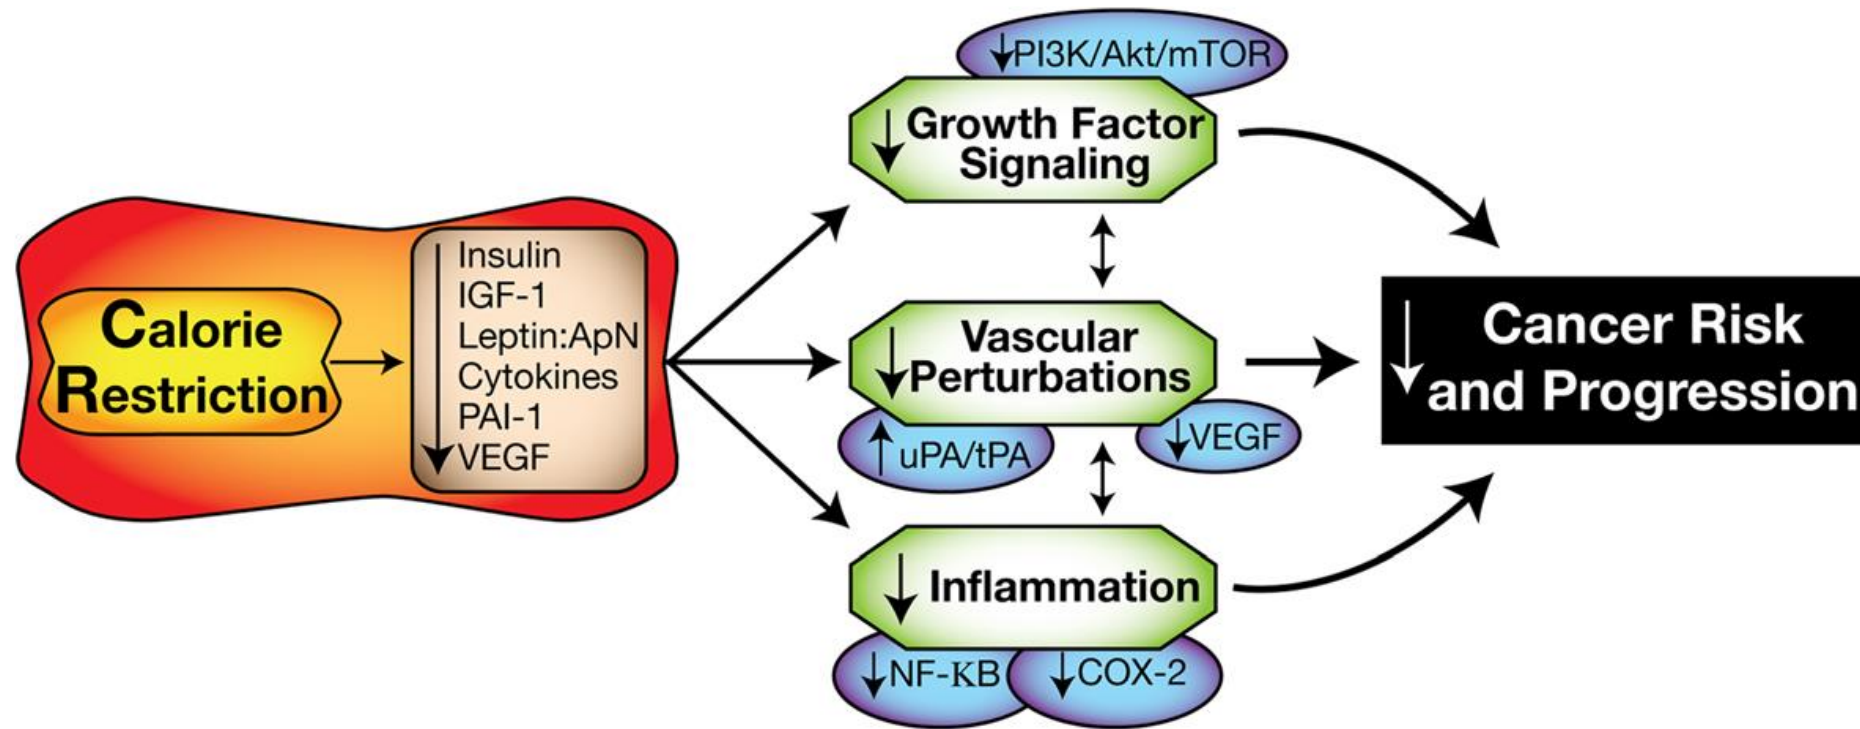 Calorie
Restriction
↓
Insulin
IGF-1
Leptin:ApN
Cytokines
PAI-1
VEGF
↓PI3K/Akt/mTOR
↓ Growth Factor
Signaling
↓ Vascular
Perturbations
↑ uPA/tPA
↓VEGF
↓ Inflammation
↓NF-κB
↓COX-2
↓ Cancer Risk
and Progression